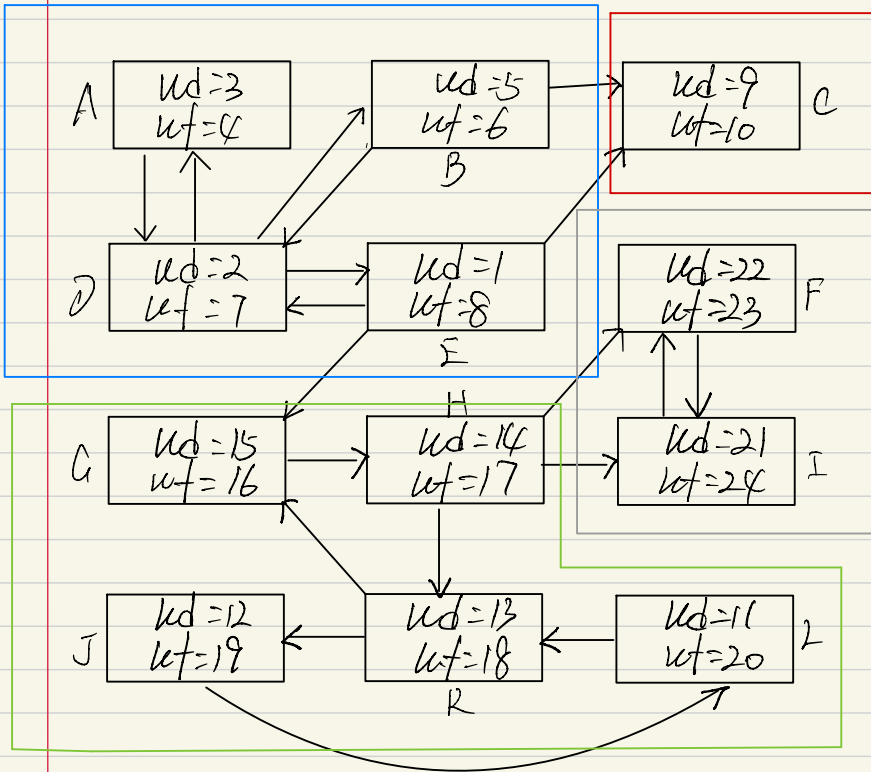 A
ud=3
uf=4
ud=5
uf=6
B
ud=9
uf=10
C
D
ud=2
uf=7
ud=1
uf=8
E
ud=22
uf=23
F
G
ud=15
uf=16
H
ud=14
uf=17
ud=21
uf=24
I
J
ud=12
uf=19
ud=13
uf=18
K
ud=11
uf=20
L